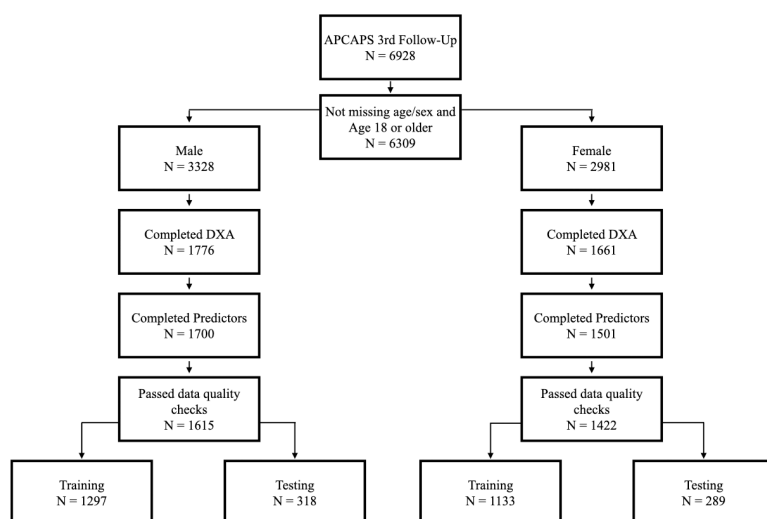 APCAPS 3rd Follow-Up
N = 6928
Not missing age/sex and
Age 18 or older
N = 6309
Male
N = 3328
Female
N = 2981
Completed DXA
N = 1776
Completed DXA
N = 1661
Completed Predictors
N = 1700
Completed Predictors
N = 1501
Passed data quality
checks
N = 1615
Passed data quality
checks
N = 1422
Training
N = 1297
Testing
N = 318
Training
N = 1133
Testing
N = 289